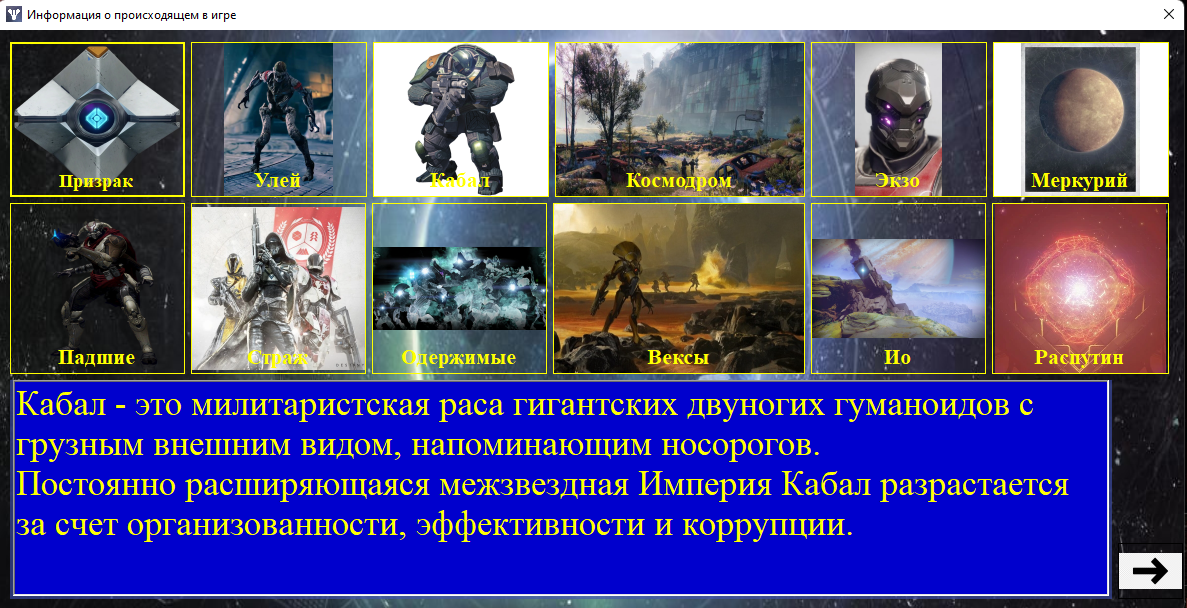 Информация о происходящем в игре
Призрак
Улей
Кабал
Космодром
Экзо
Меркурий
Падшие
Страж
Одержимые
Вексы
Ио
Распутин
Кабал - это милитаристская раса гигантских двуногих гуманоидов с
грузным внешним видом, напоминающим носорогов.
Постоянно расширяющаяся межзвездная Империя Кабал разрастается
за счет организованности, эффективности и коррупции.